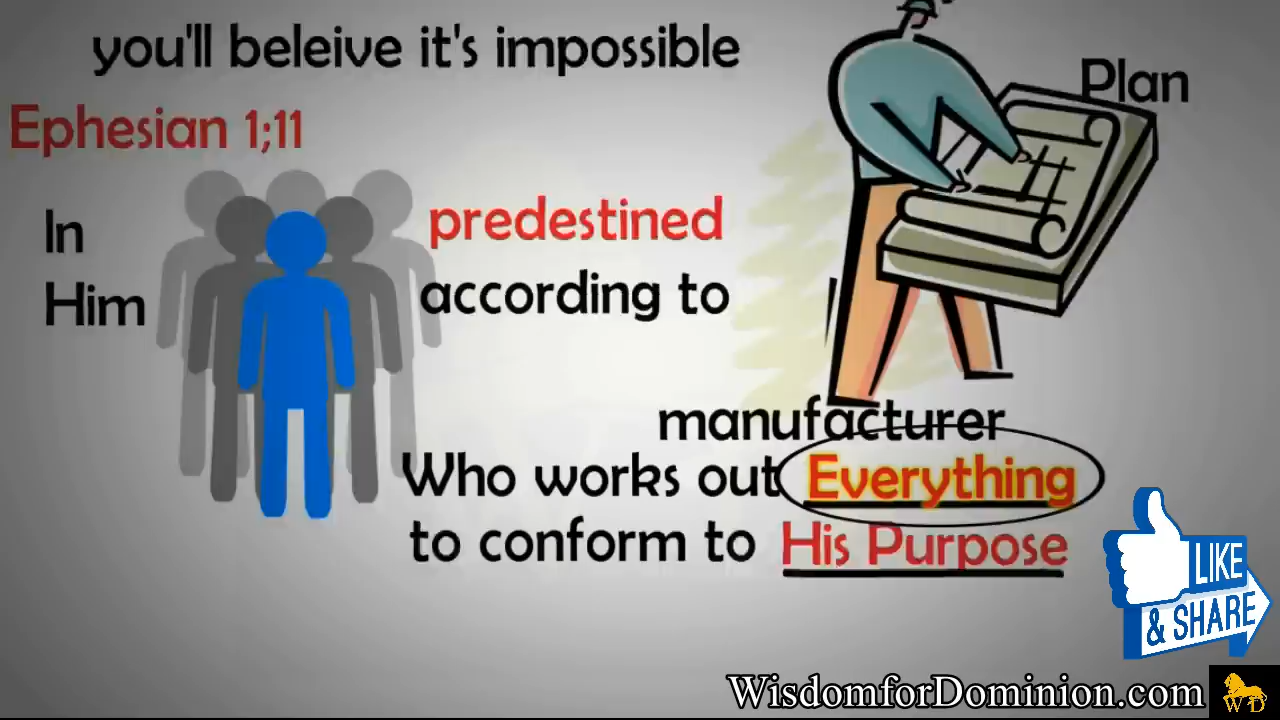 you'll beleive it's impossible
Plan
Ephesian 1;11
In
Him
predestined
according to
manufacturer
Who works out Everything
to conform to His Purpose
LIKE
& SHARE
WisdomforDominion.com
WD